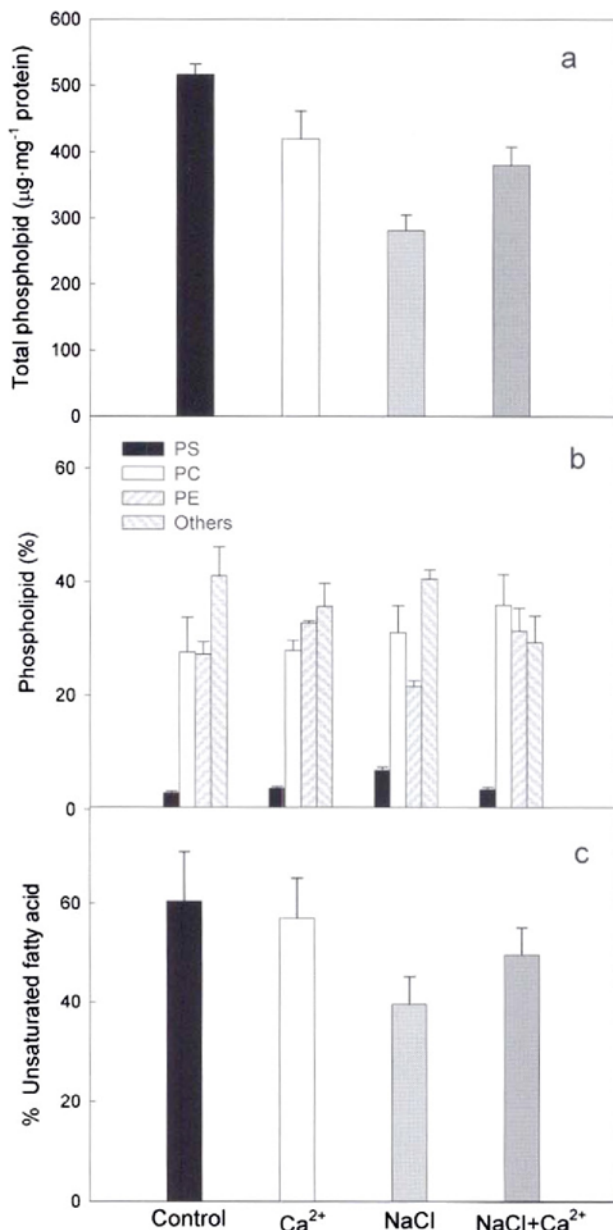 600
a
500
400
300
200
100
0
Total phospholpid (µg·mg⁻¹ protein)
PS
PC
PE
Others
b
60
40
20
0
Phospholipid (%)
c
60
40
20
0
% Unsaturated fatty acid
Control Ca²⁺ NaCl NaCl+Ca²⁺